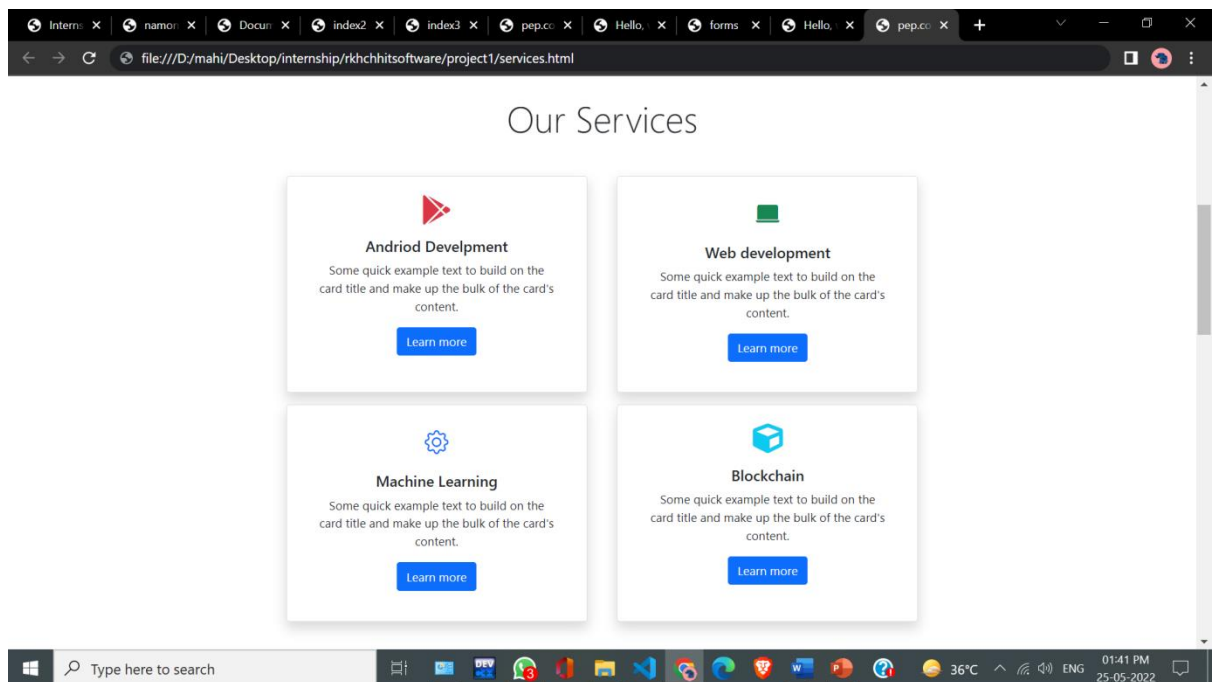 Interns namon Docum index2 index3 pep.co Hello, forms Hello, pep.co
file:///D:/mahi/Desktop/internship/rkhchhitsoftware/project1/services.html
Our Services
Andriod Develpment
Some quick example text to build on the
card title and make up the bulk of the card's
content.
Learn more
Web development
Some quick example text to build on the
card title and make up the bulk of the card's
content.
Learn more
Machine Learning
Some quick example text to build on the
card title and make up the bulk of the card's
content.
Learn more
Blockchain
Some quick example text to build on the
card title and make up the bulk of the card's
content.
Learn more
Type here to search
DEV
3
36°C
ENG
01:41 PM
25-05-2022